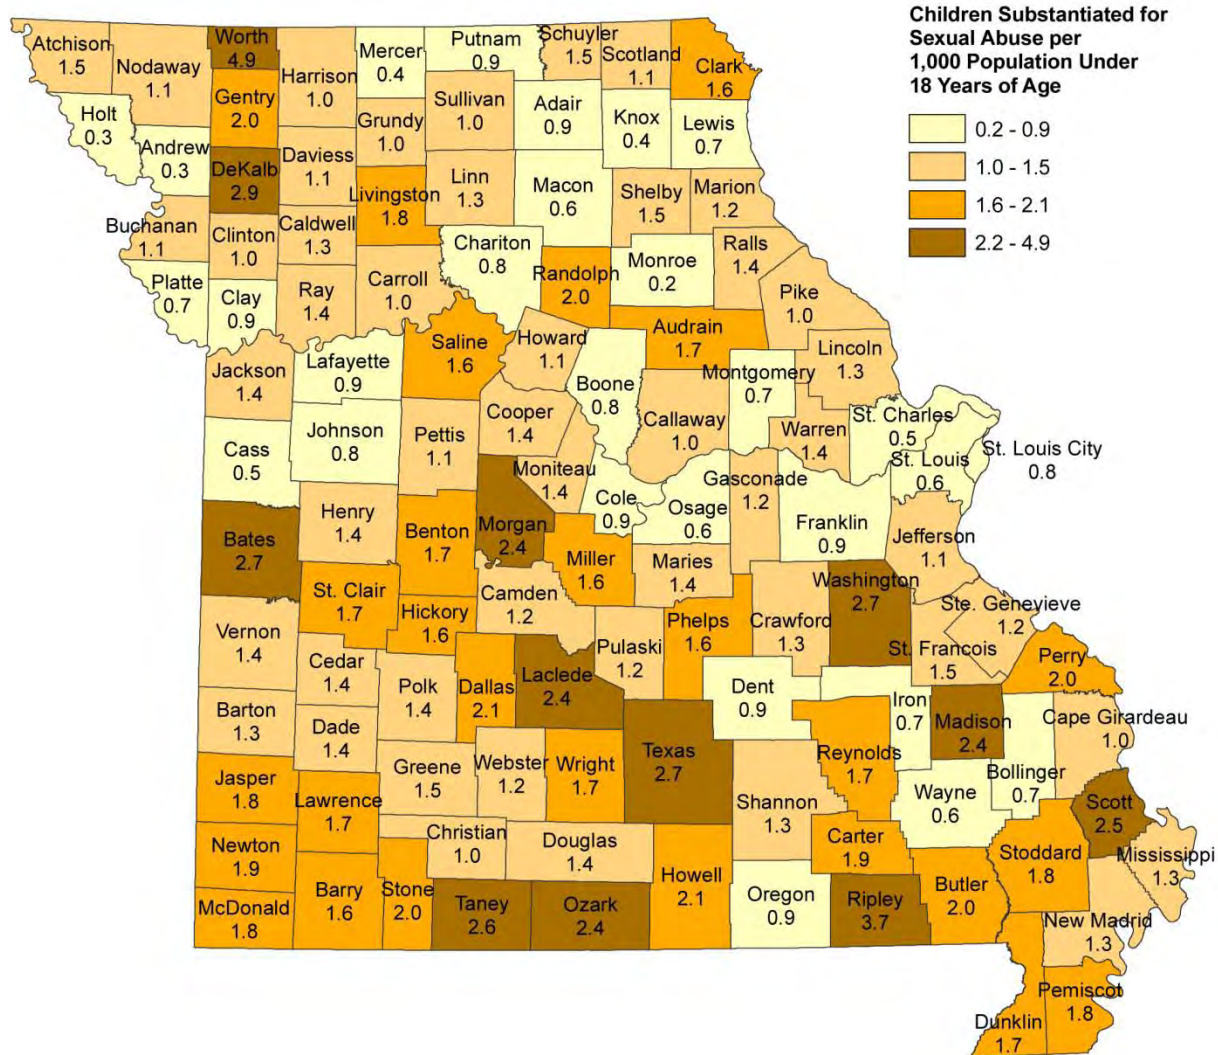 Children Substantiated for
Sexual Abuse per
1,000 Population Under
18 Years of Age
0.2 - 0.9
1.0 - 1.5
1.6 - 2.1
2.2 - 4.9
Atchison
1.5
Nodaway
1.1
Worth
4.9
Harrison
1.0
Mercer
0.4
Putnam
0.9
Schuyler
1.5
Scotland
1.1
Clark
1.6
Holt
0.3
Andrew
0.3
Gentry
2.0
DeKalb
2.9
Daviess
1.1
Grundy
1.0
Sullivan
1.0
Adair
0.9
Knox
0.4
Lewis
0.7
Livingston
1.8
Linn
1.3
Macon
0.6
Shelby
1.5
Marion
1.2
Buchanan
1.1
Clinton
1.0
Caldwell
1.3
Chariton
0.8
Randolph
2.0
Monroe
0.2
Ralls
1.4
Platte
0.7
Clay
0.9
Ray
1.4
Carroll
1.0
Pike
1.0
Audrain
1.7
Saline
1.6
Howard
1.1
Lincoln
1.3
Jackson
1.4
Lafayette
0.9
Boone
0.8
Montgomery
0.7
Callaway
1.0
Warren
1.4
St. Charles
0.5
St. Louis
0.6
St. Louis City
0.8
Cass
0.5
Johnson
0.8
Pettis
1.1
Cooper
1.4
Moniteau
1.4
Cole
0.9
Osage
0.6
Gasconade
1.2
Franklin
0.9
Jefferson
1.1
Bates
2.7
Henry
1.4
Benton
1.7
Morgan
2.4
Miller
1.6
Maries
1.4
Washington
2.7
St. Clair
1.7
Hickory
1.6
Camden
1.2
Pulaski
1.2
Phelps
1.6
Crawford
1.3
St. Francois
1.5
Ste. Genevieve
1.2
Perry
2.0
Vernon
1.4
Cedar
1.4
Polk
1.4
Dallas
2.1
Laclede
2.4
Dent
0.9
Iron
0.7
Madison
2.4
Cape Girardeau
1.0
Barton
1.3
Dade
1.4
Greene
1.5
Webster
1.2
Wright
1.7
Texas
2.7
Reynolds
1.7
Bollinger
0.7
Jasper
1.8
Lawrence
1.7
Shannon
1.3
Wayne
0.6
Scott
2.5
Christian
1.0
Douglas
1.4
Carter
1.9
Stoddard
1.8
Mississippi
1.3
Newton
1.9
Barry
1.6
Stone
2.0
Taney
2.6
Ozark
2.4
Howell
2.1
Oregon
0.9
Ripley
3.7
Butler
2.0
McDonald
1.8
New Madrid
1.3
Pemiscot
1.8
Dunklin
1.7